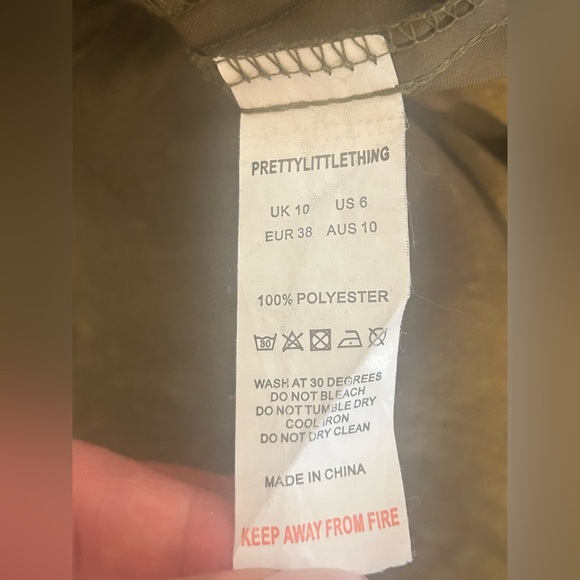 PRETTYLITTLETHING
UK 10 US 6
EUR 38 AUS 10
100% POLYESTER
30
WASH AT 30 DEGREES
DO NOT BLEACH
DO NOT TUMBLE DRY
COOL IRON
DO NOT DRY CLEAN
MADE IN CHINA
KEEP AWAY FROM FIRE